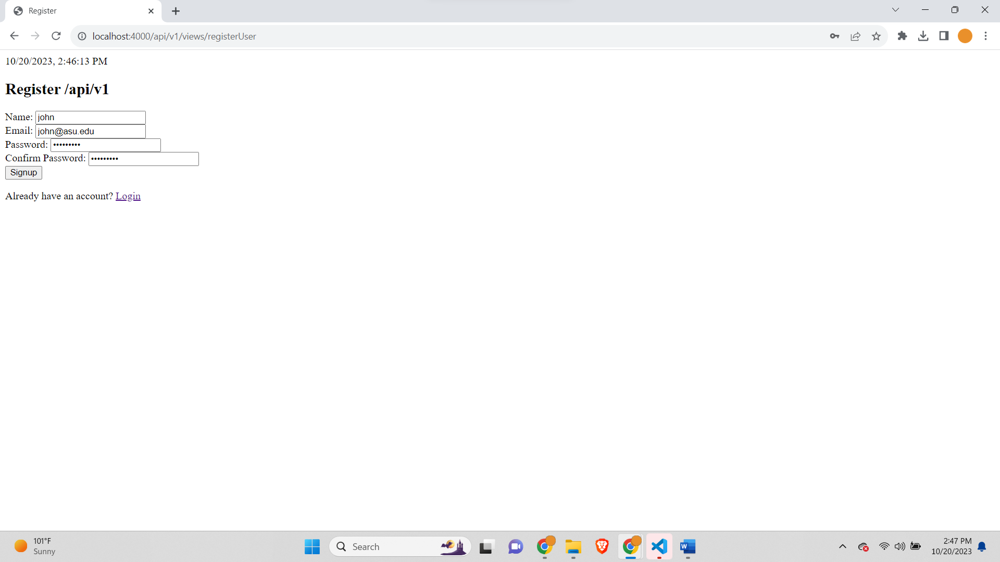 Register
localhost:4000/api/v1/views/registerUser
10/20/2023, 2:46:13 PM
Register /api/v1
Name: john
Email: john@asu.edu
Password: •••••••••
Confirm Password: •••••••••
Signup
Already have an account? Login
101°F
Sunny
Search
W
2:47 PM
10/20/2023